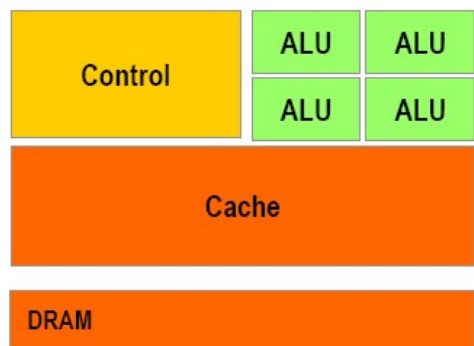 Control
ALU ALU
ALU ALU
Cache
DRAM